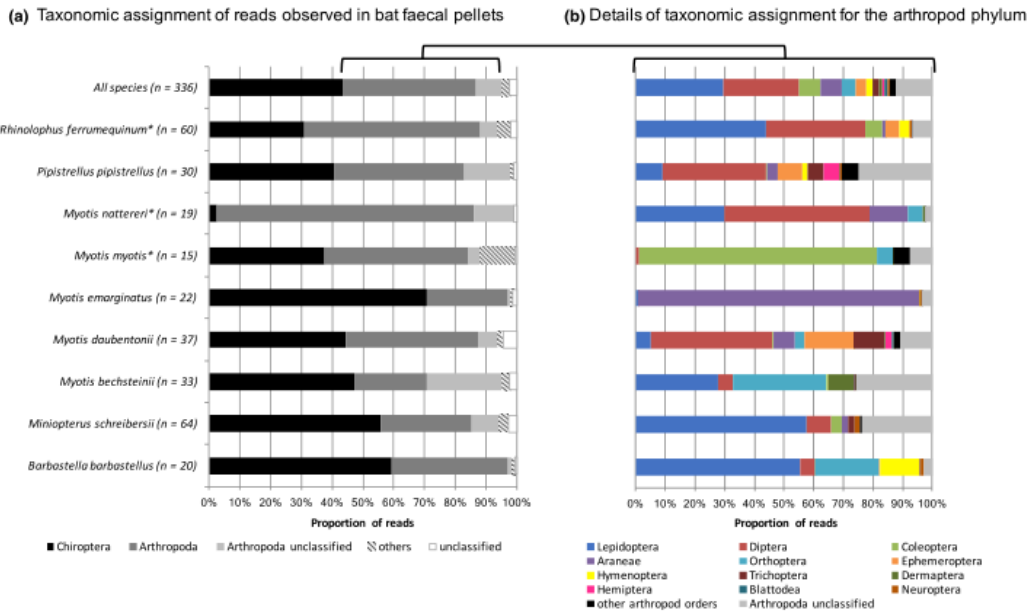 (a) Taxonomic assignment of reads observed in bat faecal pellets
(b) Details of taxonomic assignment for the arthropod phylum
All species (n = 336)
Rhinolophus ferrumequinum* (n = 60)
Pipistrellus pipistrellus (n = 30)
Myotis nattereri* (n = 19)
Myotis myotis* (n = 15)
Myotis emarginatus (n = 22)
Myotis daubentonii (n = 37)
Myotis bechsteinii (n = 33)
Miniopterus schreibersii (n = 64)
Barbastella barbastellus (n = 20)
0% 10% 20% 30% 40% 50% 60% 70% 80% 90% 100%
Proportion of reads
Chiroptera Arthropoda Arthropoda unclassified others unclassified
0% 10% 20% 30% 40% 50% 60% 70% 80% 90% 100%
Proportion of reads
Lepidoptera Diptera Coleoptera
Araneae Orthoptera Ephemeroptera
Hymenoptera Trichoptera Dermaptera
Hemiptera Blattodea Neuroptera
other arthropod orders Arthropoda unclassified